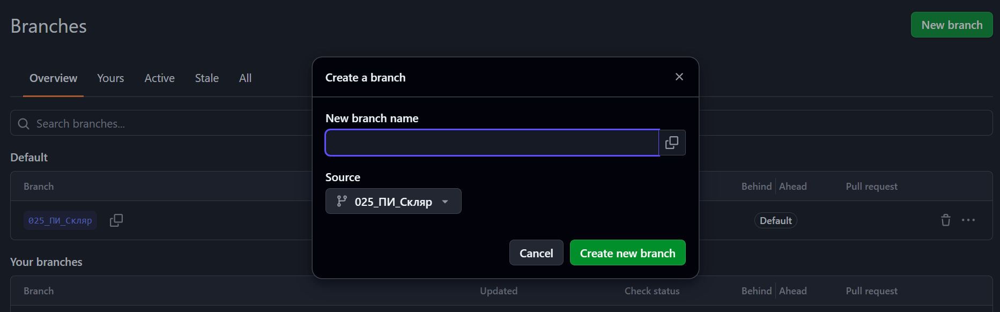 Branches
New branch
Overview Yours Active Stale All
Search branches...
Create a branch
New branch name
Source
025_ПИ_Скляр
Cancel Create new branch
Default
Branch Behind Ahead Pull request
025_ПИ_Скляр Default
Your branches
Branch Updated Check status Behind Ahead Pull request